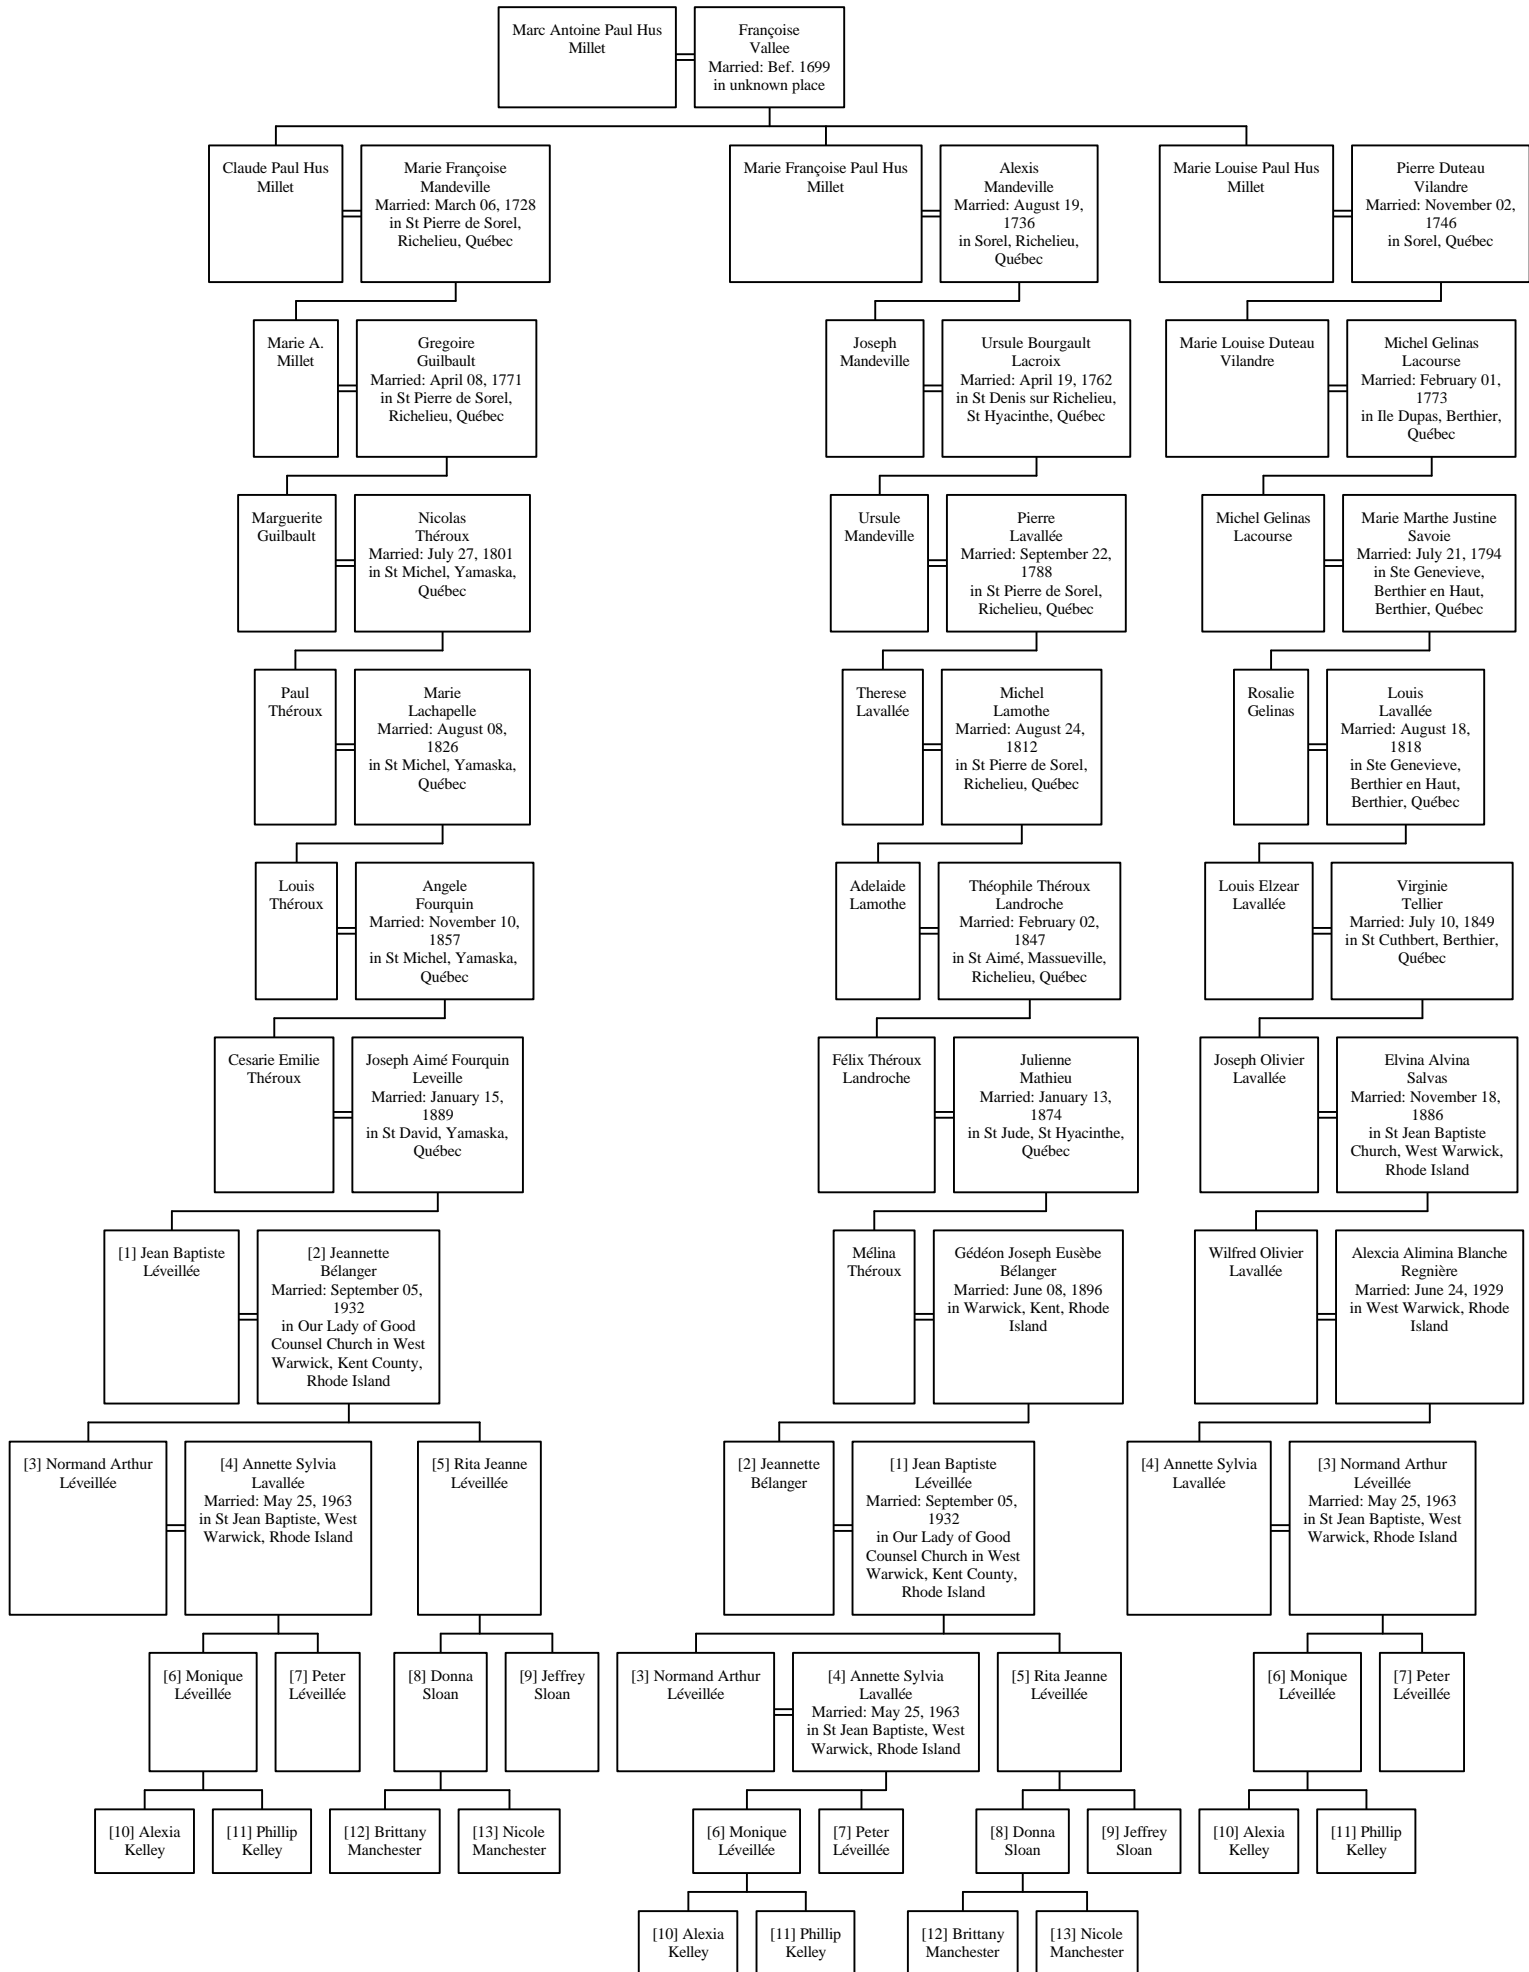 Marc Antoine Paul Hus
Millet
Françoise
Vallee
Married: Bef. 1699
in unknown place
Claude Paul Hus
Millet
Marie Françoise
Mandeville
Married: March 06, 1728
in St Pierre de Sorel,
Richelieu, Québec
Marie Françoise Paul Hus
Millet
Alexis
Mandeville
Married: August 19,
1736
in Sorel, Richelieu,
Québec
Marie Louise Paul Hus
Millet
Pierre Duteau
Vilandre
Married: November 02,
1746
in Sorel, Québec
Marie A.
Millet
Gregoire
Guilbault
Married: April 08, 1771
in St Pierre de Sorel,
Richelieu, Québec
Joseph
Mandeville
Ursule Bourgault
Lacroix
Married: April 19, 1762
in St Denis sur Richelieu,
St Hyacinthe, Québec
Marie Louise Duteau
Vilandre
Michel Gelinas
Lacourse
Married: February 01,
1773
in Ile Dupas, Berthier,
Québec
Marguerite
Guilbault
Nicolas
Théroux
Married: July 27, 1801
in St Michel, Yamaska,
Québec
Ursule
Mandeville
Pierre
Lavallée
Married: September 22,
1788
in St Pierre de Sorel,
Richelieu, Québec
Michel Gelinas
Lacourse
Marie Marthe Justine
Savoie
Married: July 21, 1794
in Ste Genevieve,
Berthier en Haut,
Berthier, Québec
Paul
Théroux
Marie
Lachapelle
Married: August 08,
1826
in St Michel, Yamaska,
Québec
Therese
Lavallée
Michel
Lamothe
Married: August 24,
1812
in St Pierre de Sorel,
Richelieu, Québec
Rosalie
Gelinas
Louis
Lavallée
Married: August 18,
1818
in Ste Genevieve,
Berthier en Haut,
Berthier, Québec
Louis
Théroux
Angele
Fourquin
Married: November 10,
1857
in St Michel, Yamaska,
Québec
Adelaide
Lamothe
Théophile Théroux
Landroche
Married: February 02,
1847
in St Aimé, Massueville,
Richelieu, Québec
Louis Elzear
Lavallée
Virginie
Tellier
Married: July 10, 1849
in St Cuthbert, Berthier,
Québec
Cesarie Emilie
Théroux
Joseph Aimé Fourquin
Leveille
Married: January 15,
1889
in St David, Yamaska,
Québec
Félix Théroux
Landroche
Julienne
Mathieu
Married: January 13,
1874
in St Jude, St Hyacinthe,
Québec
Joseph Olivier
Lavallée
Elvina Alvina
Salvas
Married: November 18,
1886
in St Jean Baptiste
Church, West Warwick,
Rhode Island
[1] Jean Baptiste
Léveillée
[2] Jeannette
Bélanger
Married: September 05,
1932
in Our Lady of Good
Counsel Church in West
Warwick, Kent County,
Rhode Island
Mélina
Théroux
Gédéon Joseph Eusèbe
Bélanger
Married: June 08, 1896
in Warwick, Kent, Rhode
Island
Wilfred Olivier
Lavallée
Alexcia Alimina Blanche
Regnière
Married: June 24, 1929
in West Warwick, Rhode
Island
[3] Normand Arthur
Léveillée
[4] Annette Sylvia
Lavallée
Married: May 25, 1963
in St Jean Baptiste, West
Warwick, Rhode Island
[5] Rita Jeanne
Léveillée
[2] Jeannette
Bélanger
[1] Jean Baptiste
Léveillée
Married: September 05,
1932
in Our Lady of Good
Counsel Church in West
Warwick, Kent County,
Rhode Island
[4] Annette Sylvia
Lavallée
[3] Normand Arthur
Léveillée
Married: May 25, 1963
in St Jean Baptiste, West
Warwick, Rhode Island
[6] Monique
Léveillée
[7] Peter
Léveillée
[8] Donna
Sloan
[9] Jeffrey
Sloan
[3] Normand Arthur
Léveillée
[4] Annette Sylvia
Lavallée
Married: May 25, 1963
in St Jean Baptiste, West
Warwick, Rhode Island
[5] Rita Jeanne
Léveillée
[6] Monique
Léveillée
[7] Peter
Léveillée
[10] Alexia
Kelley
[11] Phillip
Kelley
[12] Brittany
Manchester
[13] Nicole
Manchester
[6] Monique
Léveillée
[7] Peter
Léveillée
[8] Donna
Sloan
[9] Jeffrey
Sloan
[10] Alexia
Kelley
[11] Phillip
Kelley
[10] Alexia
Kelley
[11] Phillip
Kelley
[12] Brittany
Manchester
[13] Nicole
Manchester